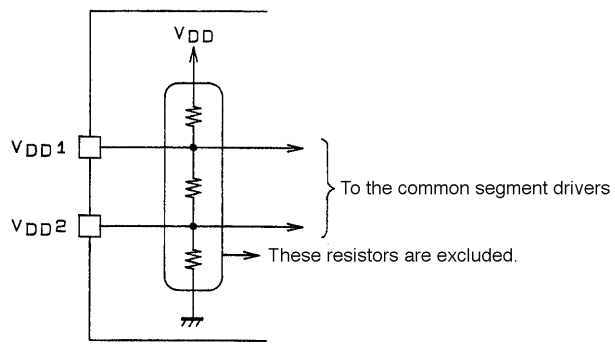 VDD
VDD1
To the common segment drivers
VDD2
These resistors are excluded.